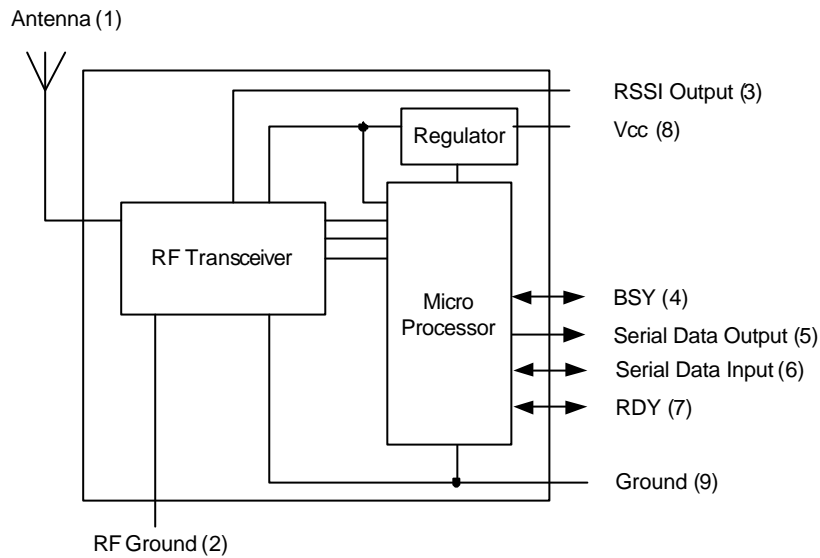 Antenna (1)
RSSI Output (3)
Regulator
Vcc (8)
RF Transceiver
Micro
Processor
BSY (4)
Serial Data Output (5)
Serial Data Input (6)
RDY (7)
Ground (9)
RF Ground (2)